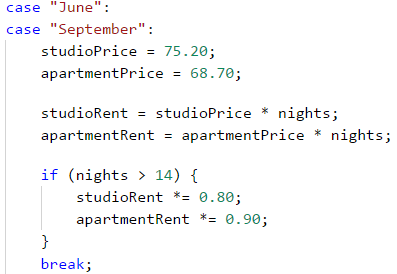 case "June":
case "September":
studioPrice = 75.20;
apartmentPrice = 68.70;
studioRent = studioPrice * nights;
apartmentRent = apartmentPrice * nights;
if (nights > 14) {
studioRent *= 0.80;
apartmentRent *= 0.90;
}
break;